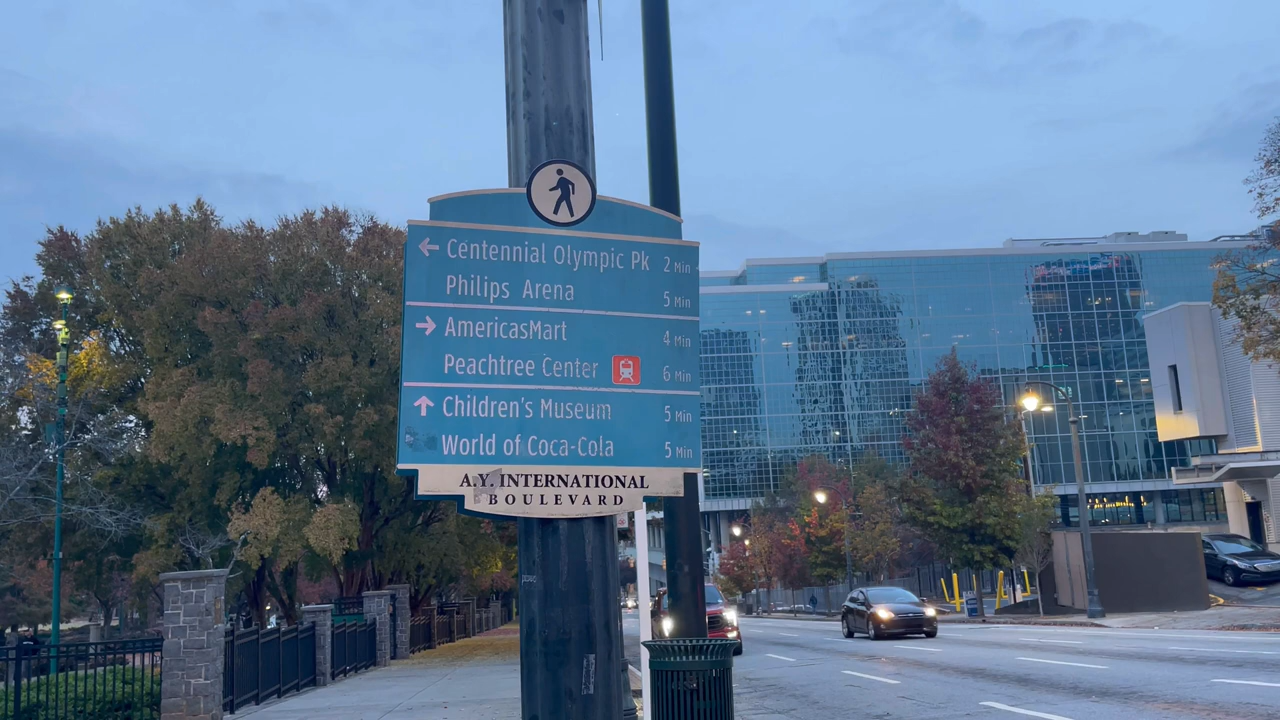 ← Centennial Olympic Pk 2 Min
Philips Arena 5 Min
→ AmericasMart 4 Min
Peachtree Center 6 Min
↑ Children's Museum 5 Min
World of Coca-Cola 5 Min
A.Y. INTERNATIONAL
BOULEVARD